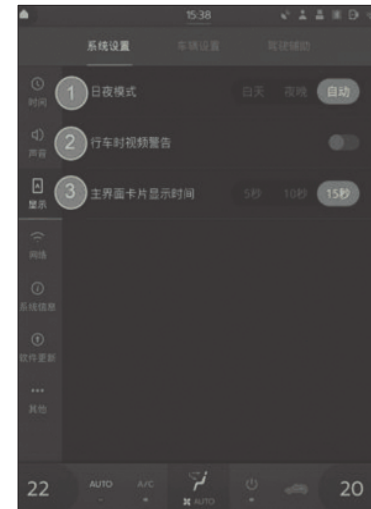 15:38
系统设置 车辆设置 驾驶辅助
时间
声音
显示
网络
系统信息
软件更新
其他
1 日夜模式 白天 夜晚 自动
2 行车时视频警告
3 主界面卡片显示时间 5秒 10秒 15秒
22 AUTO A/C AUTO 20